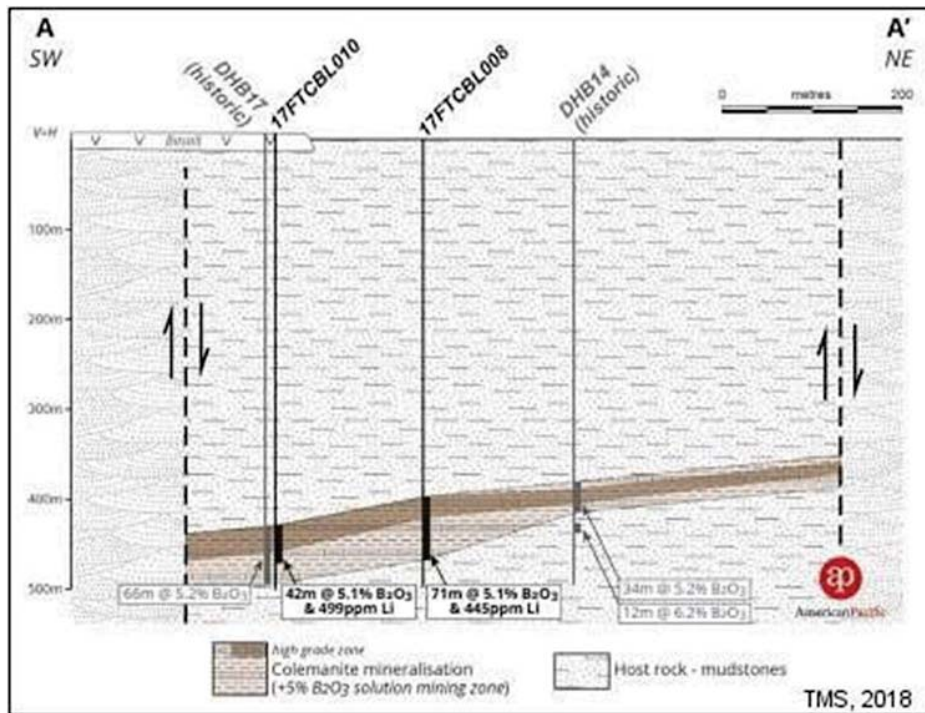 A
SW
DHB17
(historic)
17FTCBL010
17FTCBL008
DHB14
(historic)
A'
NE
0 metres 200
V=H
100m
200m
300m
400m
500m
66m @ 5.2% B₂O₃
42m @ 5.1% B₂O₃
& 499ppm Li
71m @ 5.1% B₂O₃
& 445ppm Li
34m @ 5.2% B₂O₃
12m @ 6.2% B₂O₃
ap
AmericanPacific
high grade zone
Colemanite mineralisation
(+5% B₂O₃ solution mining zone)
Host rock - mudstones
TMS, 2018